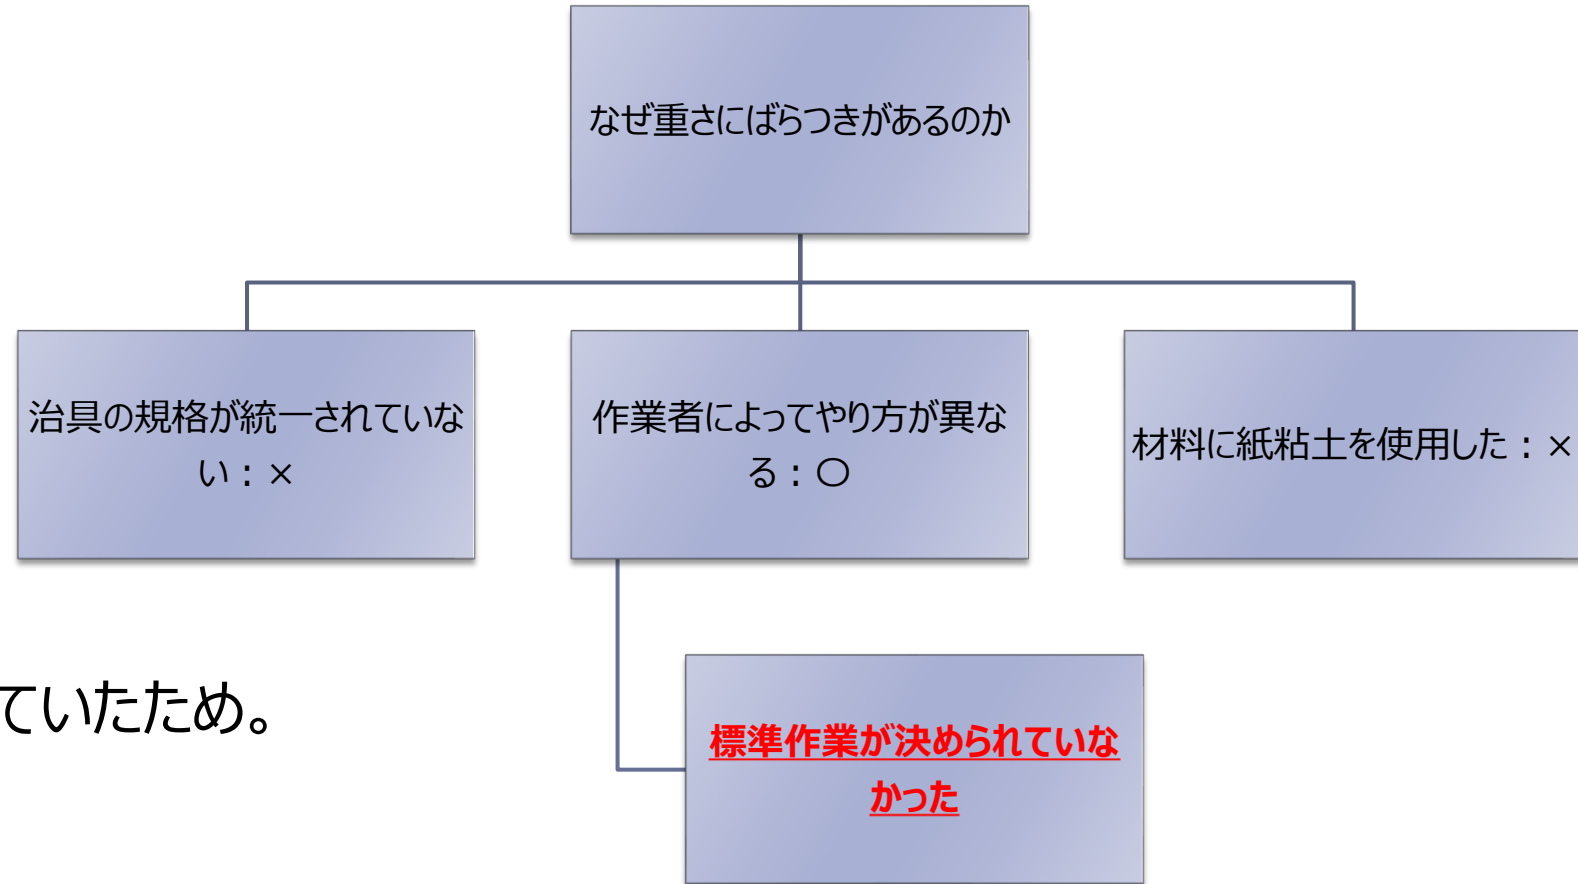 なぜ重さにばらつきがあるのか
治具の規格が統一されていな
い：×
作業者によってやり方が異な
る：〇
材料に紙粘土を使用した：×
ていたため。
標準作業が決められていな
かった